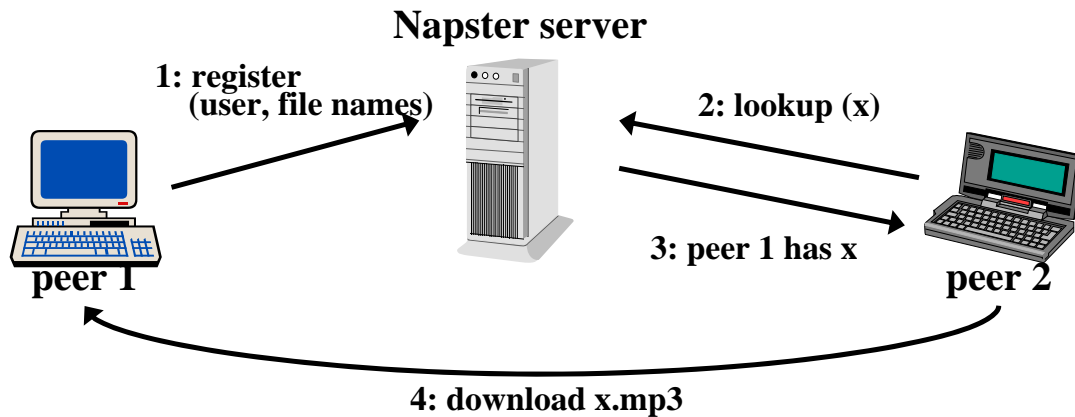 Napster server
1: register
(user, file names)
2: lookup (x)
3: peer 1 has x
peer 1
peer 2
4: download x.mp3